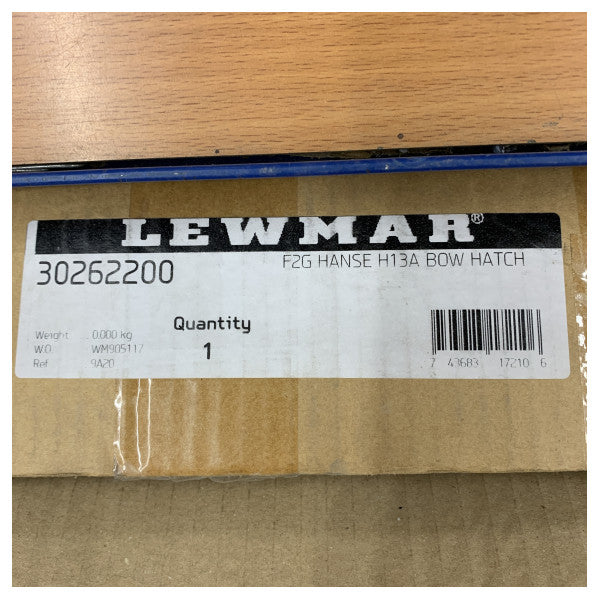 LEWMAR®
30262200
F2G HANSE H13A BOW HATCH
Weight 0.000 kg
W.O. WM905117
Ref 9A20
Quantity
1
7 43683 17210 6